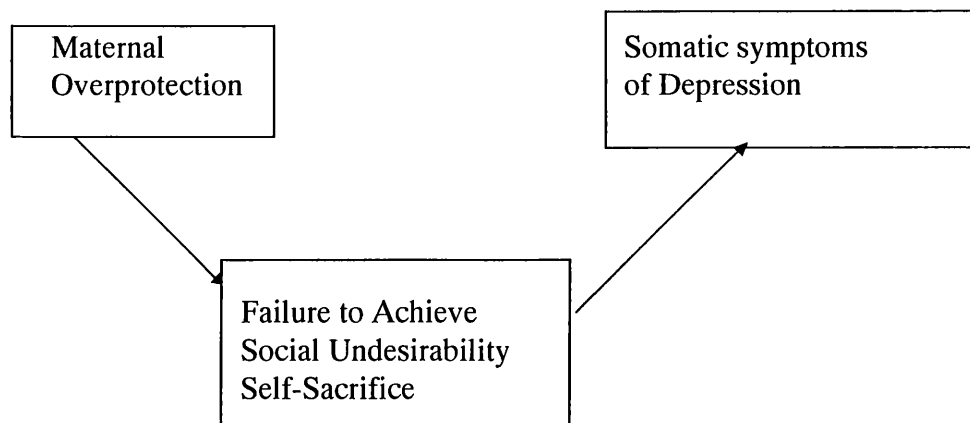 Maternal
Overprotection
Somatic symptoms
of Depression
Failure to Achieve
Social Undesirability
Self-Sacrifice